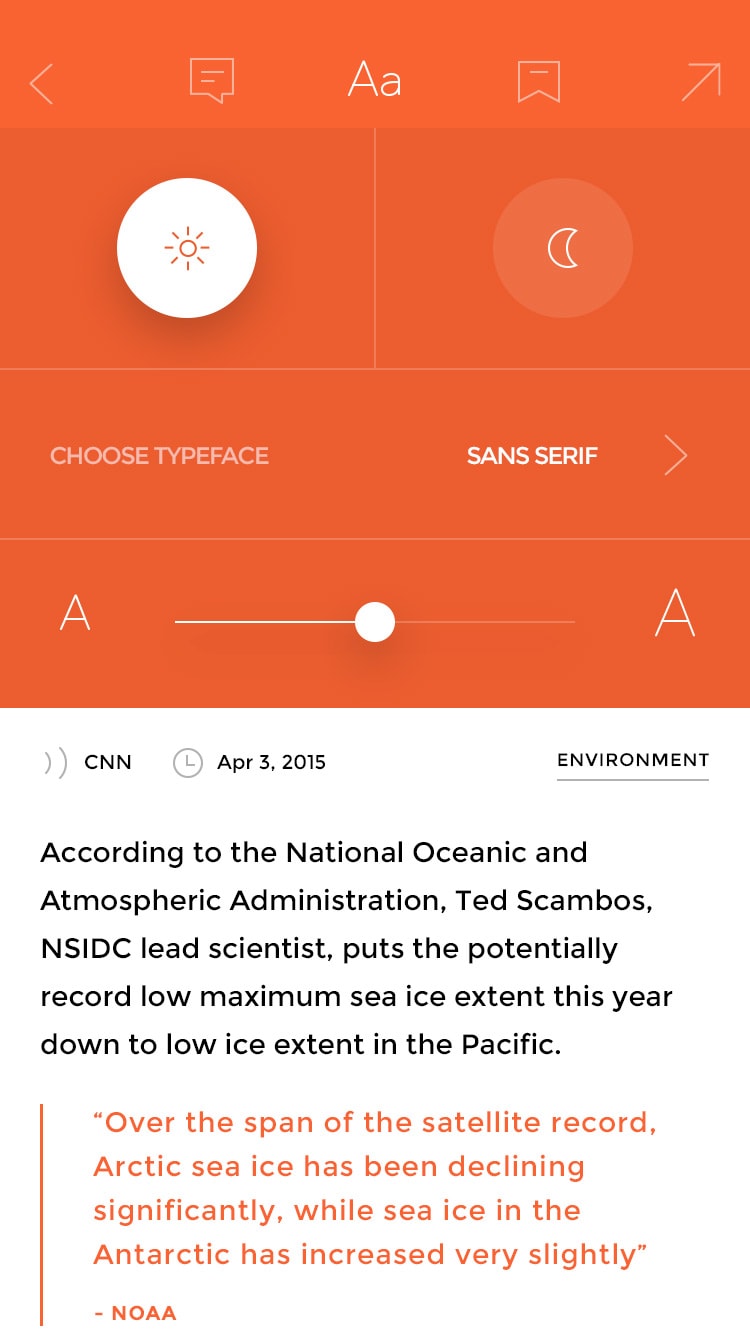 Aa
CHOOSE TYPEFACE SANS SERIF
A A
CNN Apr 3, 2015 ENVIRONMENT
According to the National Oceanic and
Atmospheric Administration, Ted Scambos,
NSIDC lead scientist, puts the potentially
record low maximum sea ice extent this year
down to low ice extent in the Pacific.
“Over the span of the satellite record,
Arctic sea ice has been declining
significantly, while sea ice in the
Antarctic has increased very slightly”
- NOAA